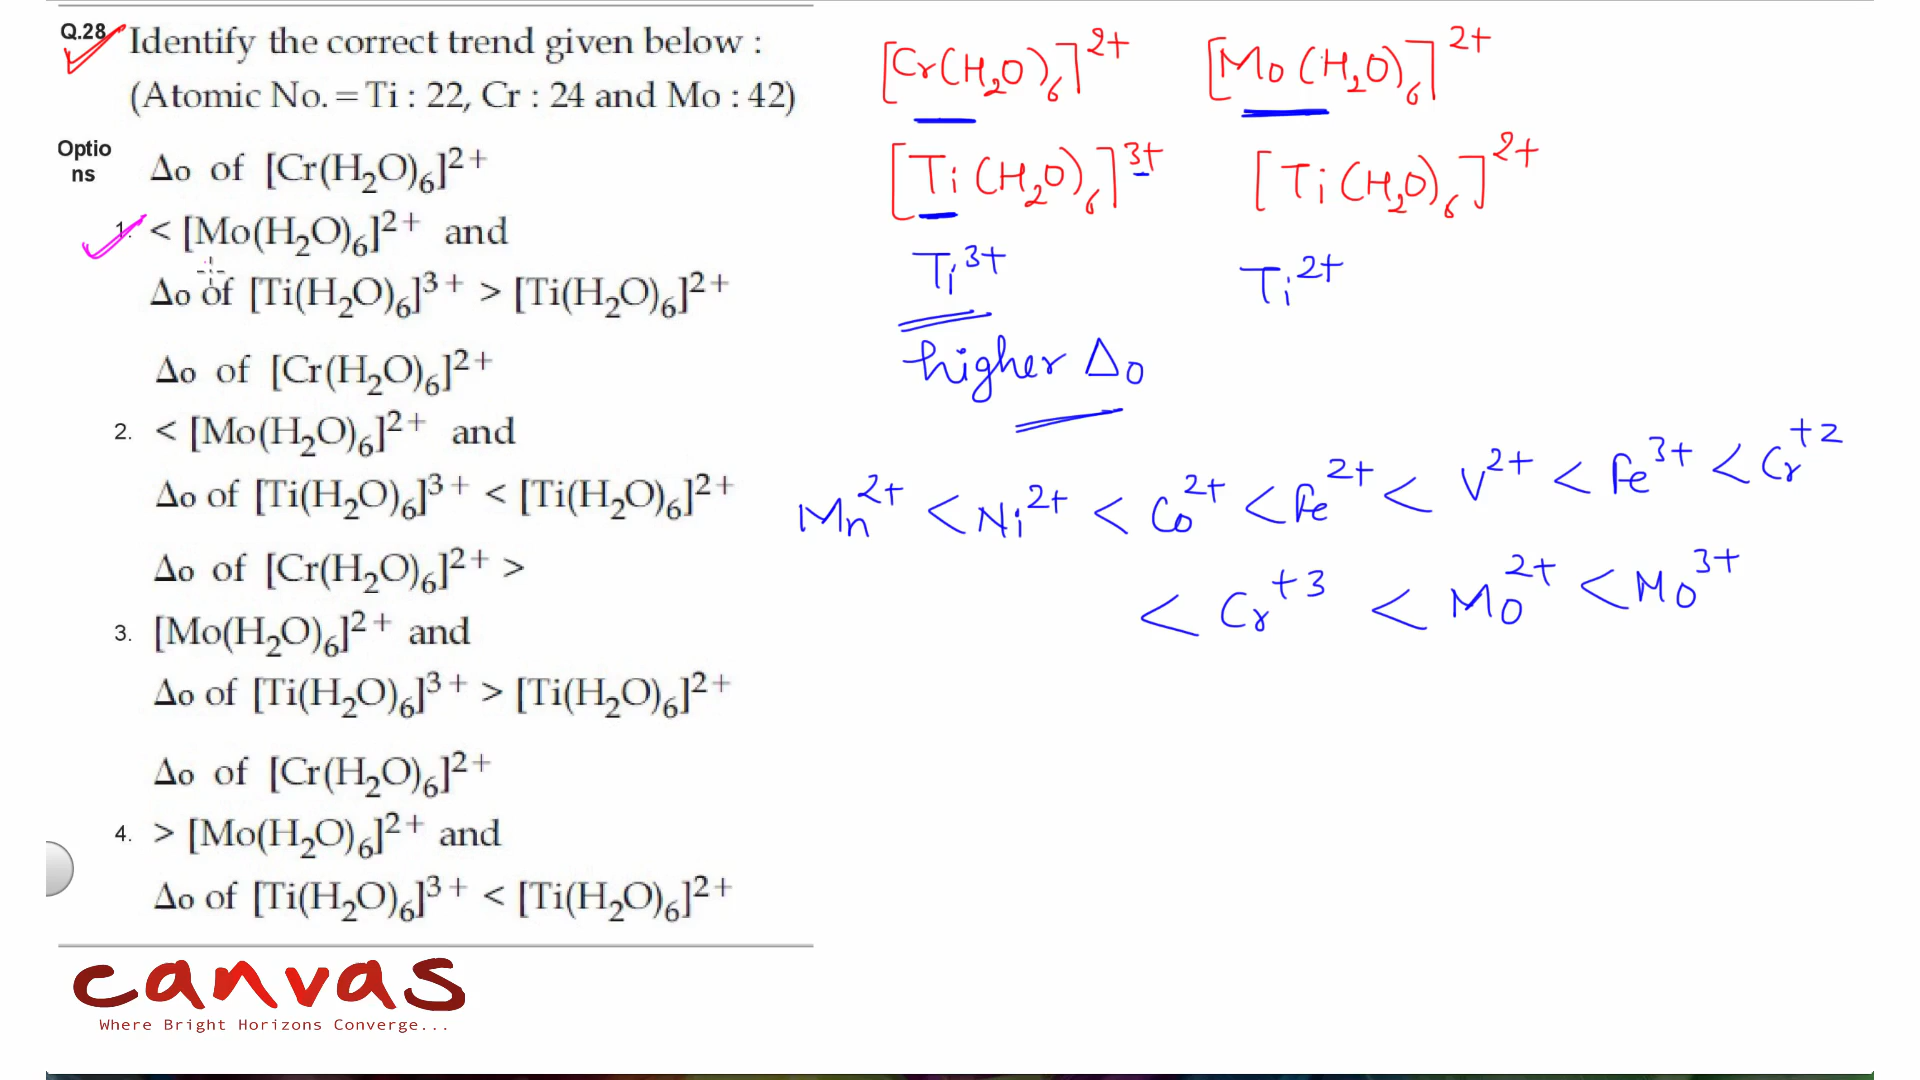 Q.28 Identify the correct trend given below :
(Atomic No. = Ti : 22, Cr : 24 and Mo : 42)
Optio
ns
Δo of [Cr(H₂O)₆]²⁺
1. < [Mo(H₂O)₆]²⁺ and
Δo of [Ti(H₂O)₆]³⁺ > [Ti(H₂O)₆]²⁺
Δo of [Cr(H₂O)₆]²⁺
2. < [Mo(H₂O)₆]²⁺ and
Δo of [Ti(H₂O)₆]³⁺ < [Ti(H₂O)₆]²⁺
Δo of [Cr(H₂O)₆]²⁺ >
3. [Mo(H₂O)₆]²⁺ and
Δo of [Ti(H₂O)₆]³⁺ > [Ti(H₂O)₆]²⁺
Δo of [Cr(H₂O)₆]²⁺
4. > [Mo(H₂O)₆]²⁺ and
Δo of [Ti(H₂O)₆]³⁺ < [Ti(H₂O)₆]²⁺
canvas
Where Bright Horizons Converge...
[Cr(H₂O)₆]²⁺ [Mo(H₂O)₆]²⁺
[Ti(H₂O)₆]³⁺ [Ti(H₂O)₆]²⁺
Ti³⁺ Ti²⁺
higher Δo
Mn²⁺ < Ni²⁺ < Co²⁺ < Fe²⁺ < V²⁺ < Fe³⁺ < Cr⁺²
< Cr⁺³ < Mo²⁺ < Mo³⁺